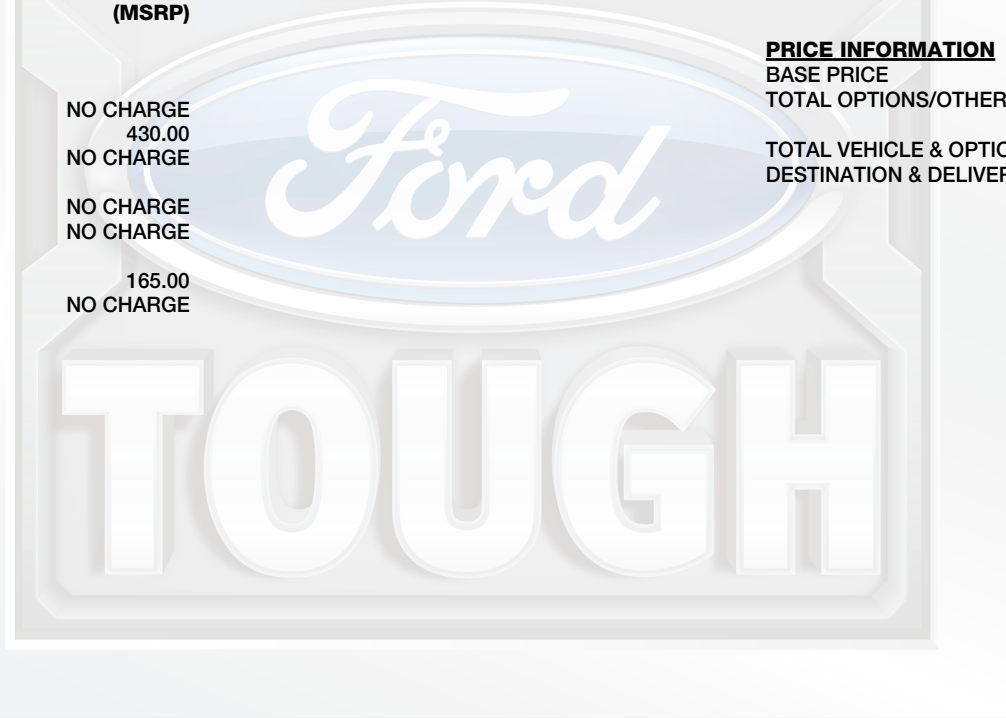 (MSRP)
NO CHARGE
430.00
NO CHARGE
NO CHARGE
NO CHARGE
165.00
NO CHARGE
PRICE INFORMATION
BASE PRICE
TOTAL OPTIONS/OTHER
TOTAL VEHICLE & OPTIO
DESTINATION & DELIVER
Ford
TOUGH